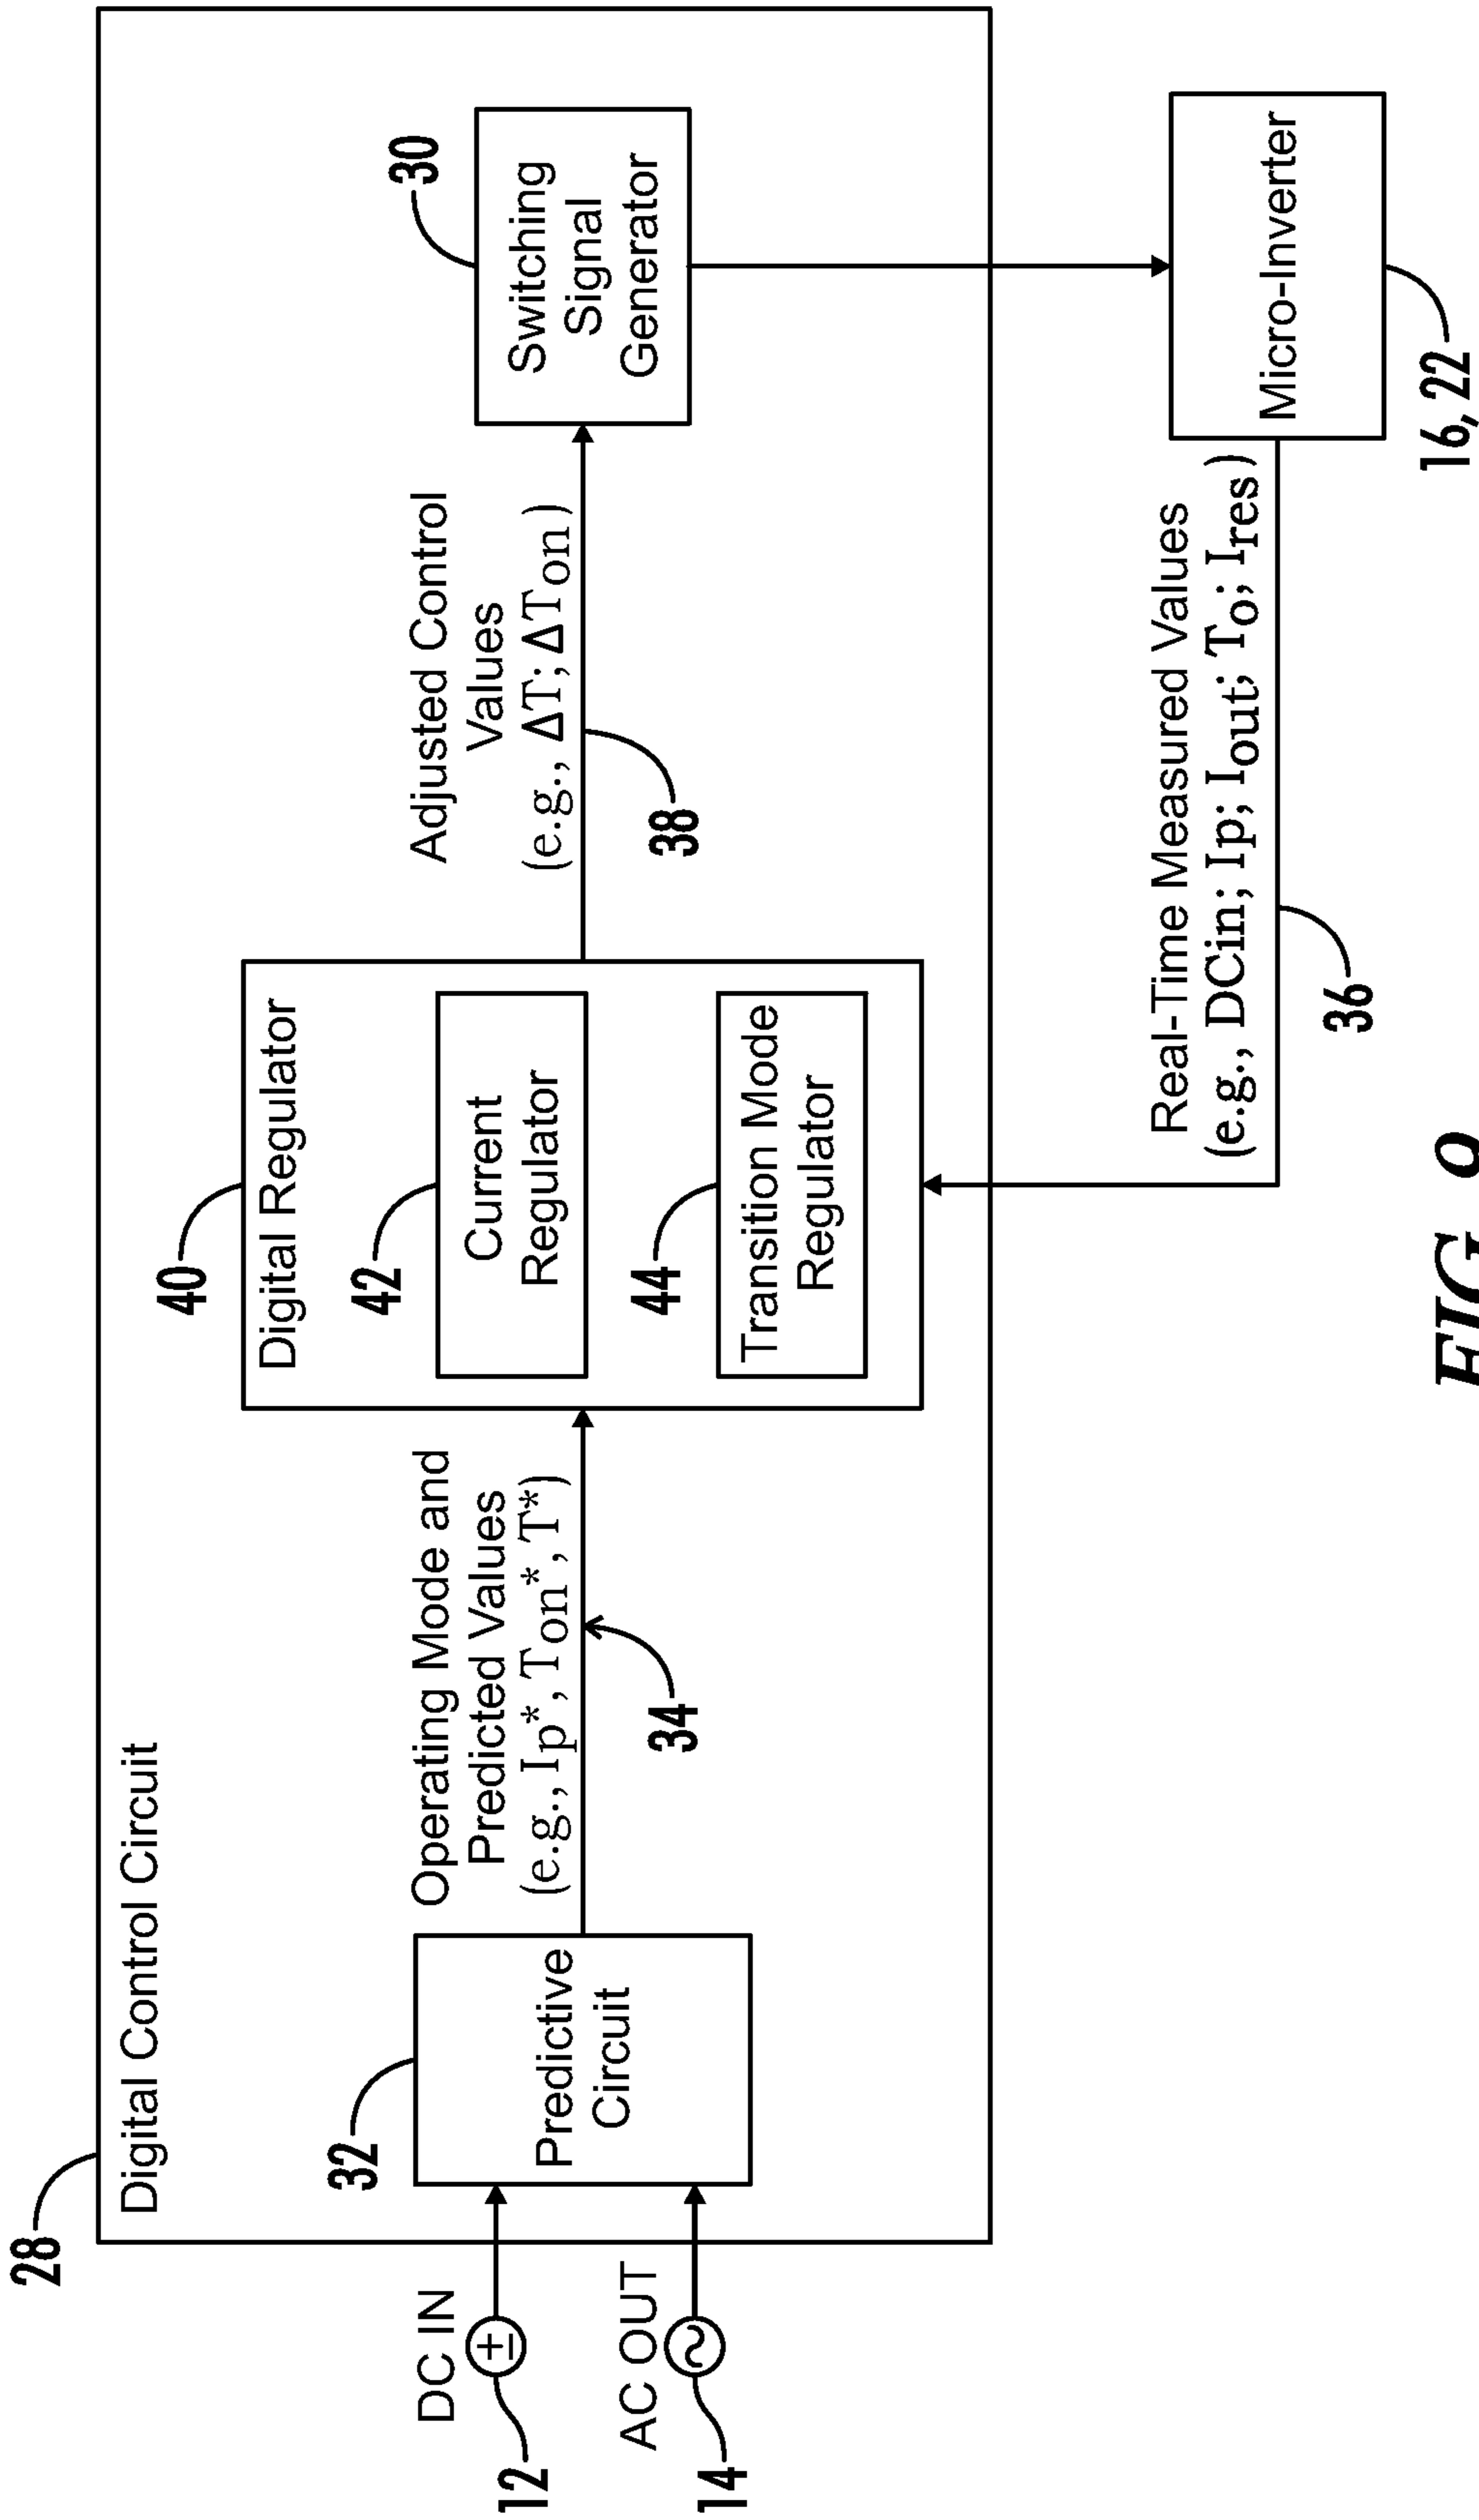 28
Digital Control Circuit
DC IN
12
AC OUT
14
32
Predictive
Circuit
Operating Mode and
Predicted Values
(e.g., Ip*, Ton*, T*)
34
40
Digital Regulator
42
Current
Regulator
44
Transition Mode
Regulator
Adjusted Control
Values
(e.g., ΔT; ΔTon)
38
30
Switching
Signal
Generator
Real-Time Measured Values
(e.g., DCin; Ip; Iout; To; Ires)
36
Micro-Inverter
16, 22